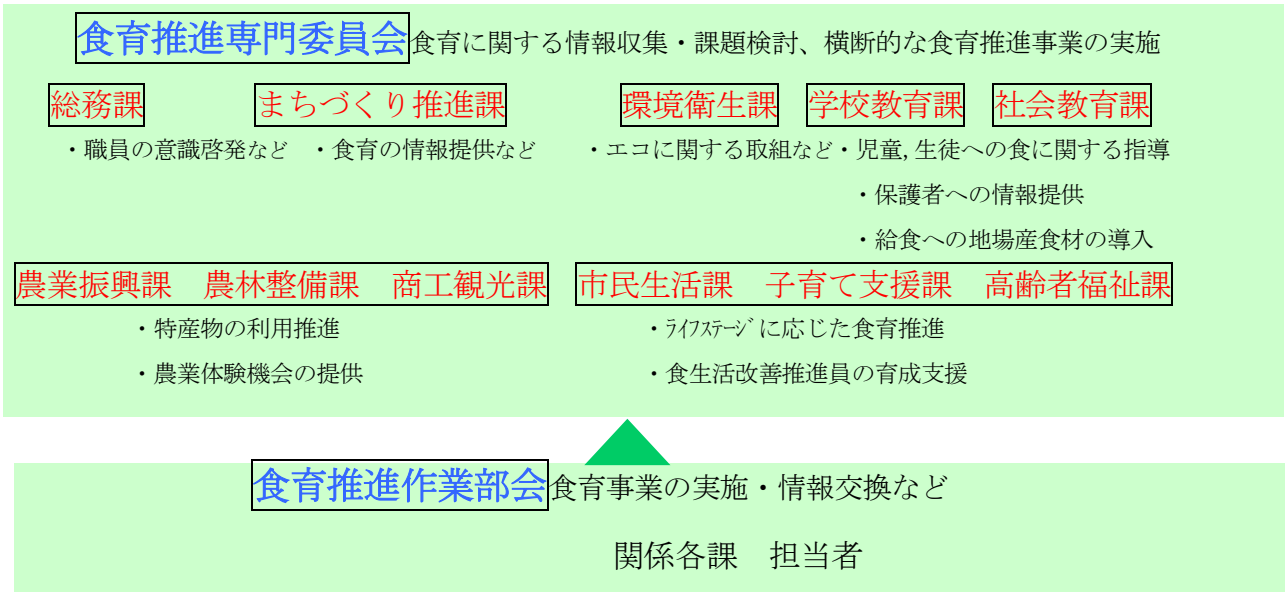 食育推進専門委員会食育に関する情報収集・課題検討、横断的な食育推進事業の実施
総務課 まちづくり推進課 環境衛生課 学校教育課 社会教育課
・職員の意識啓発など ・食育の情報提供など ・エコに関する取組など・児童,生徒への食に関する指導
・保護者への情報提供
・給食への地場産食材の導入
農業振興課 農林整備課 商工観光課 市民生活課 子育て支援課 高齢者福祉課
・特産物の利用推進 ・ﾗｲﾌｽﾃｰｼﾞに応じた食育推進
・農業体験機会の提供 ・食生活改善推進員の育成支援
食育推進作業部会食育事業の実施・情報交換など
関係各課 担当者